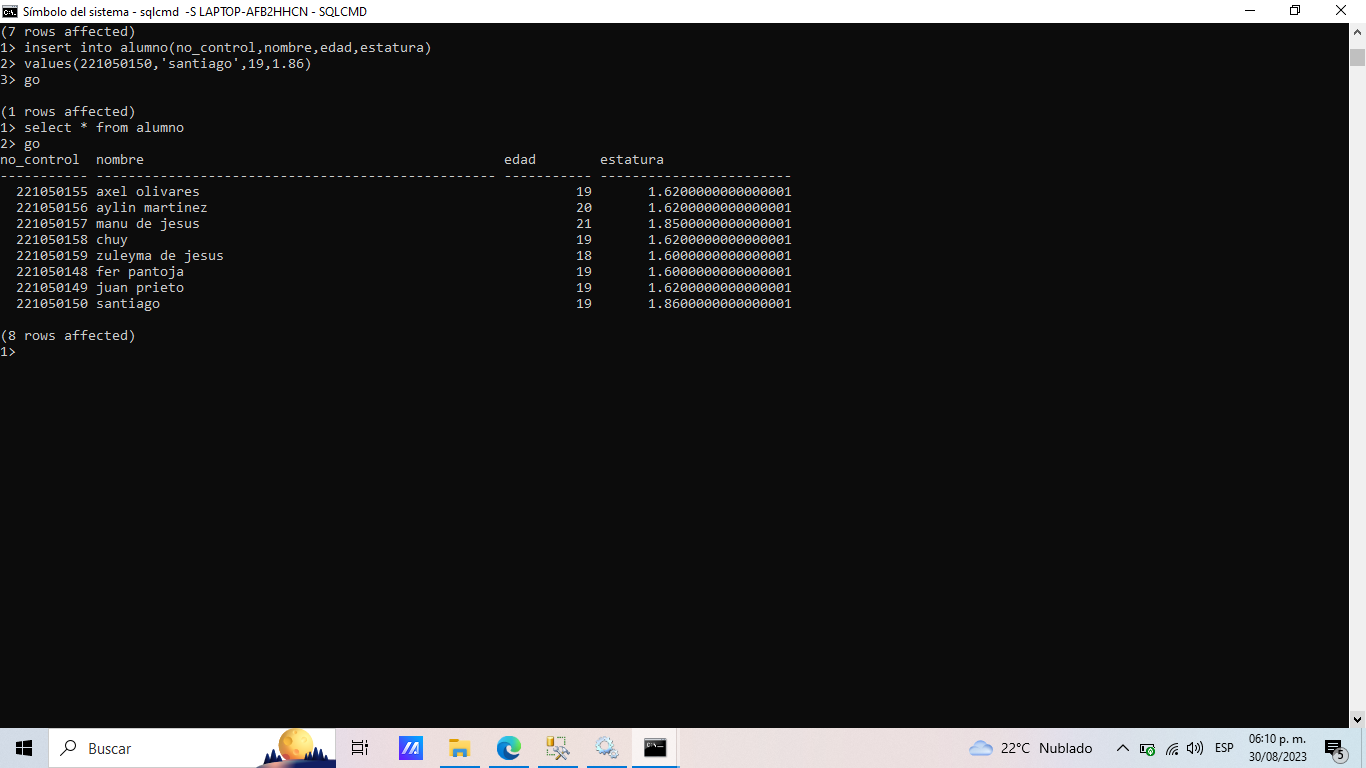 Símbolo del sistema - sqlcmd -S LAPTOP-AFB2HHCN - SQLCMD
(7 rows affected)
1> insert into alumno(no_control,nombre,edad,estatura)
2> values(221050150,'santiago',19,1.86)
3> go
(1 rows affected)
1> select * from alumno
2> go
no_control  nombre                                             edad        estatura
----------- -------------------------------------------------- ----------- ------------------------
  221050155 axel olivares                                               19       1.6200000000000001
  221050156 aylin martinez                                              20       1.6200000000000001
  221050157 manu de jesus                                               21       1.8500000000000001
  221050158 chuy                                                        19       1.6200000000000001
  221050159 zuleyma de jesus                                            18       1.6000000000000001
  221050148 fer pantoja                                                 19       1.6000000000000001
  221050149 juan prieto                                                 19       1.6200000000000001
  221050150 santiago                                                    19       1.8600000000000001
(8 rows affected)
1>
Buscar
22°C Nublado
ESP
06:10 p. m.
30/08/2023
5